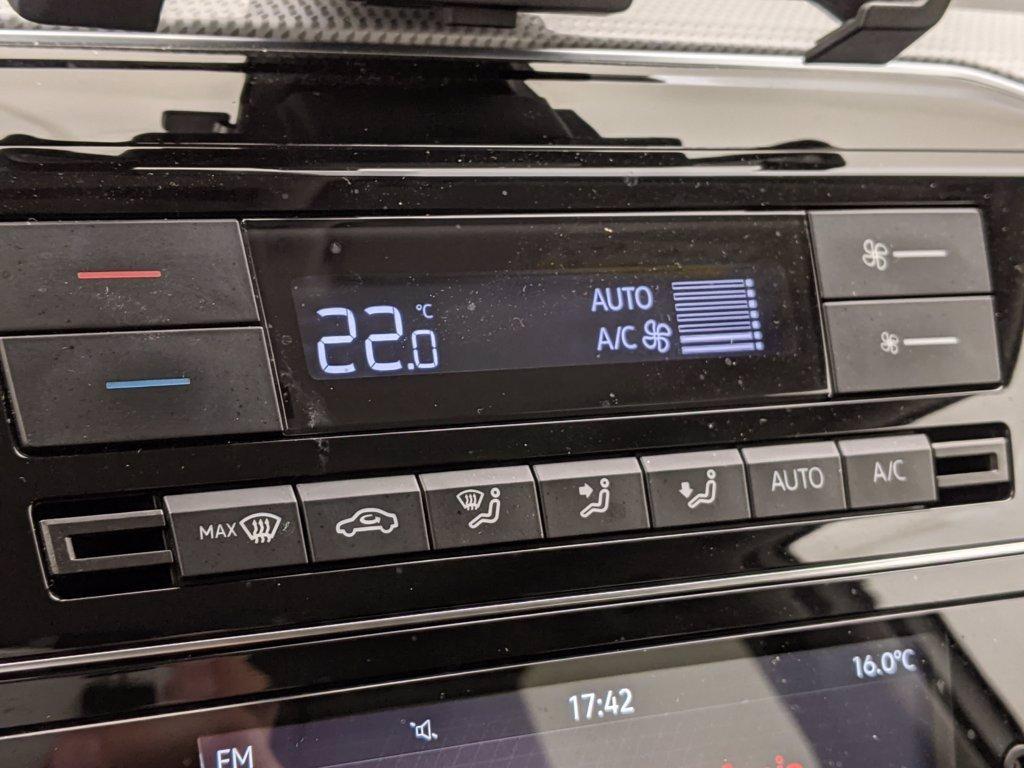 22.0 °C
AUTO
A/C
MAX
AUTO
A/C
17:42
16.0°C
FM